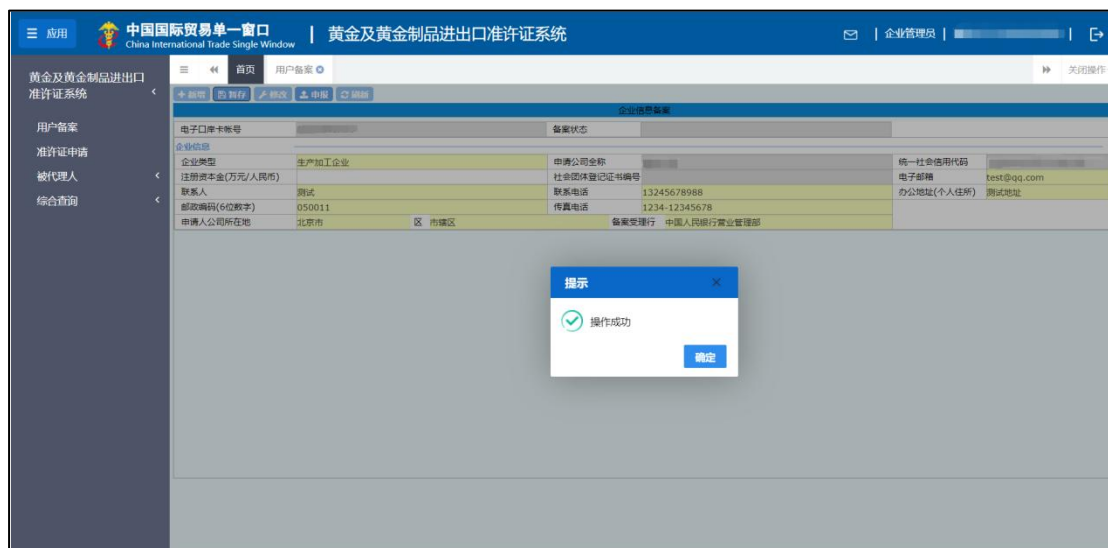 应用
中国国际贸易单一窗口
China International Trade Single Window
黄金及黄金制品进出口准许证系统
企业管理员
黄金及黄金制品进出口
准许证系统
用户备案
准许证申请
被代理人
综合查询
首页
用户备案
关闭操作
新增 暂存 修改 申报 刷新
企业信息备案
电子口岸卡帐号 备案状态
企业信息
企业类型 生产加工企业 申请公司全称 统一社会信用代码
注册资本金(万元/人民币) 社会团体登记证书编号 电子邮箱 test@qq.com
联系人 测试 联系电话 13245678988 办公地址(个人住所) 测试地址
邮政编码(6位数字) 050011 传真电话 1234-12345678
申请人公司所在地 北京市 区 市辖区 备案受理行 中国人民银行营业管理部
提示
操作成功
确定